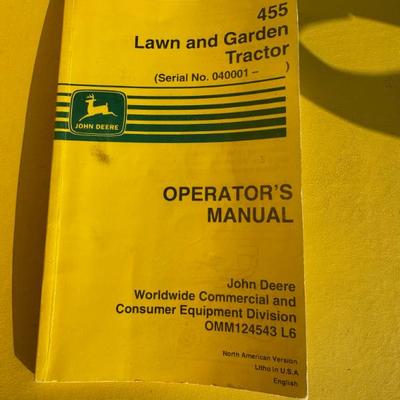 455
Lawn and Garden
Tractor
(Serial No. 040001 –       )
JOHN DEERE
OPERATOR'S
MANUAL
John Deere
Worldwide Commercial and
Consumer Equipment Division
OMM124543 L6
North American Version
Litho in U.S.A
English